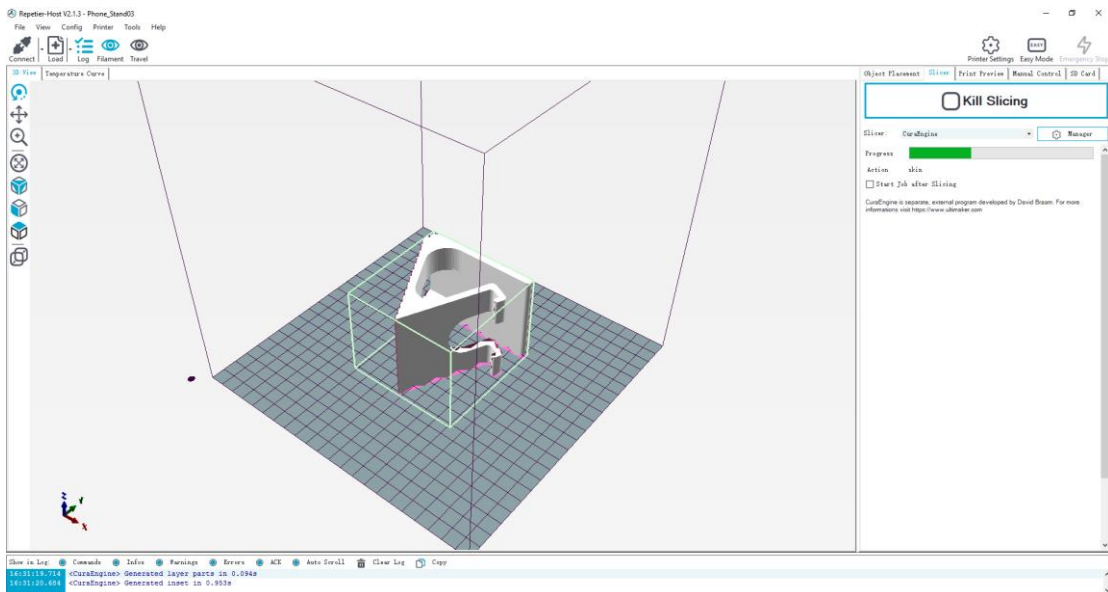 Repetier-Host V2.1.3 - Phone_Stand03
File View Config Printer Tools Help
Connect Load Log Filament Travel
Printer Settings Easy Mode Emergency Stop
EASY
3D View Temperature Curve
Object Placement Slicer Print Preview Manual Control SD Card
Kill Slicing
Slicer: CuraEngine Manager
Progress
Action skin
Start Job after Slicing
CuraEngine is separate, external program developed by David Braam. For more
informations visit https://www.ultimaker.com
Z
Y
X
Show in Log: Commands Infos Warnings Errors ACK Auto Scroll Clear Log Copy
16:31:19.714 <CuraEngine> Generated layer parts in 0.094s
16:31:20.684 <CuraEngine> Generated inset in 0.953s